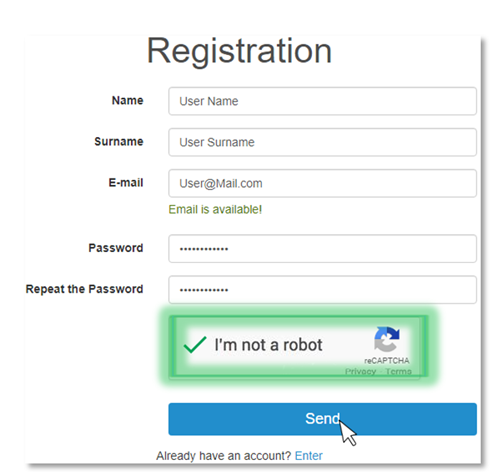 Registration
Name User Name
Surname User Surname
E-mail User@Mail.com
Email is available!
Password ············
Repeat the Password ············
I'm not a robot
reCAPTCHA
Privacy Terms
Send
Already have an account? Enter